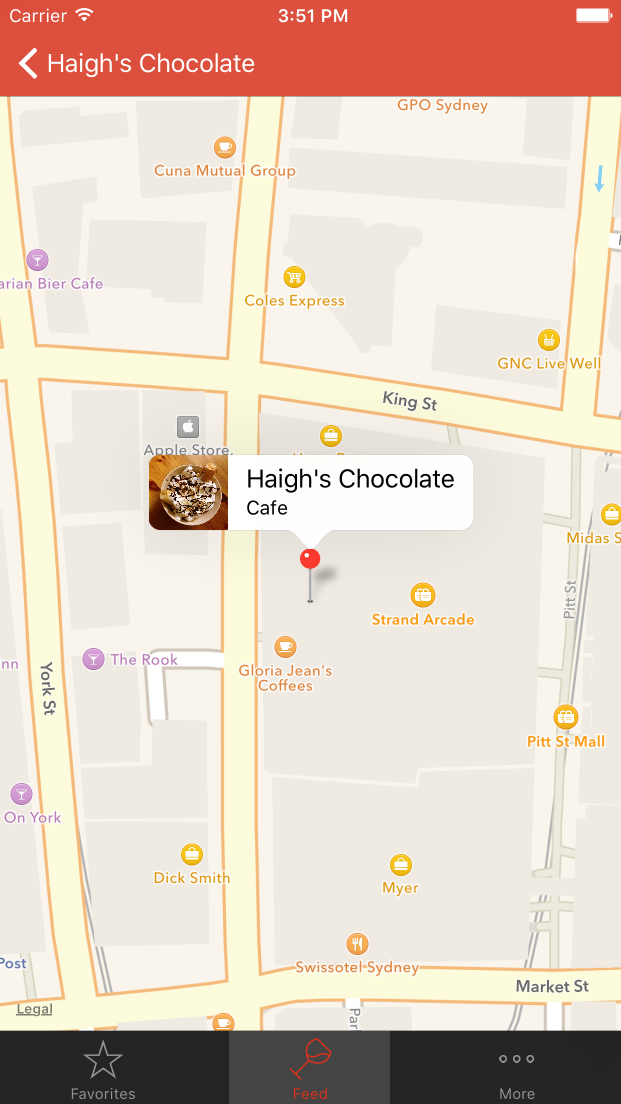 Carrier
3:51 PM
Haigh's Chocolate
GPO Sydney
Cuna Mutual Group
arian Bier Cafe
Coles Express
GNC Live Well
King St
Apple Store,
Haigh's Chocolate
Cafe
Midas S
Pitt St
Strand Arcade
The Rook
nn
Gloria Jean's
Coffees
York St
Pitt St Mall
On York
Dick Smith
Myer
Post
Swissotel Sydney
Market St
Legal
Par
Favorites
Feed
More